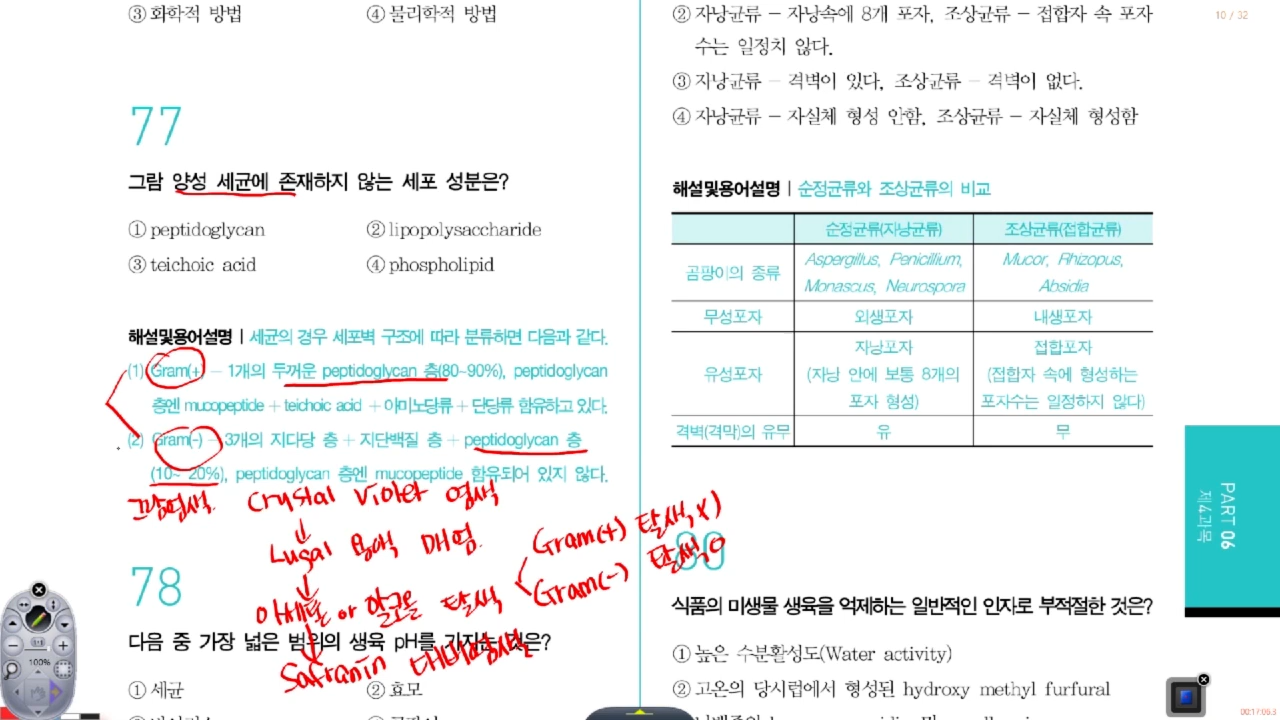 ③ 화학적 방법 ④ 물리학적 방법
77
그람 양성 세균에 존재하지 않는 세포 성분은?
① peptidoglycan ② lipopolysaccharide
③ teichoic acid ④ phospholipid
해설및용어설명 | 세균의 경우 세포벽 구조에 따라 분류하면 다음과 같다.
(1) Gram(+) – 1개의 두꺼운 peptidoglycan 층(80~90%), peptidoglycan
층엔 mucopeptide + teichoic acid + 아미노당류 + 단당류 함유하고 있다.
(2) Gram(-) – 3개의 지다당 층 + 지단백질 층 + peptidoglycan 층
(10~ 20%), peptidoglycan 층엔 mucopeptide 함유되어 있지 않다.
그람염색. Crystal Violet 염색
Lugal 용액 매염.
아세톤 or 알코올 탈색
Gram(+) 탈색X)
Gram(-) 탈색O
Safranin 대비염색
78
다음 중 가장 넓은 범위의 생육 pH를 가지는 것은?
① 세균 ② 효모
② 자낭균류 – 자낭속에 8개 포자, 조상균류 – 접합자 속 포자
수는 일정치 않다.
③ 자낭균류 – 격벽이 있다, 조상균류 – 격벽이 없다.
④ 자낭균류 – 자실체 형성 안함, 조상균류 – 자실체 형성함
해설및용어설명 | 순정균류와 조상균류의 비교
순정균류(자낭균류) 조상균류(접합균류)
곰팡이의 종류 Aspergillus, Penicillium, Monascus, Neurospora Mucor, Rhizopus, Absidia
무성포자 외생포자 내생포자
유성포자 자낭포자 (자낭 안에 보통 8개의 포자 형성) 접합포자 (접합자 속에 형성하는 포자수는 일정하지 않다)
격벽(격막)의 유무 유 무
80
식품의 미생물 생육을 억제하는 일반적인 인자로 부적절한 것은?
① 높은 수분활성도(Water activity)
② 고온의 당시럽에서 형성된 hydroxy methyl furfural
10 / 32
PART 06
제4과목
100%
00:17:06.3